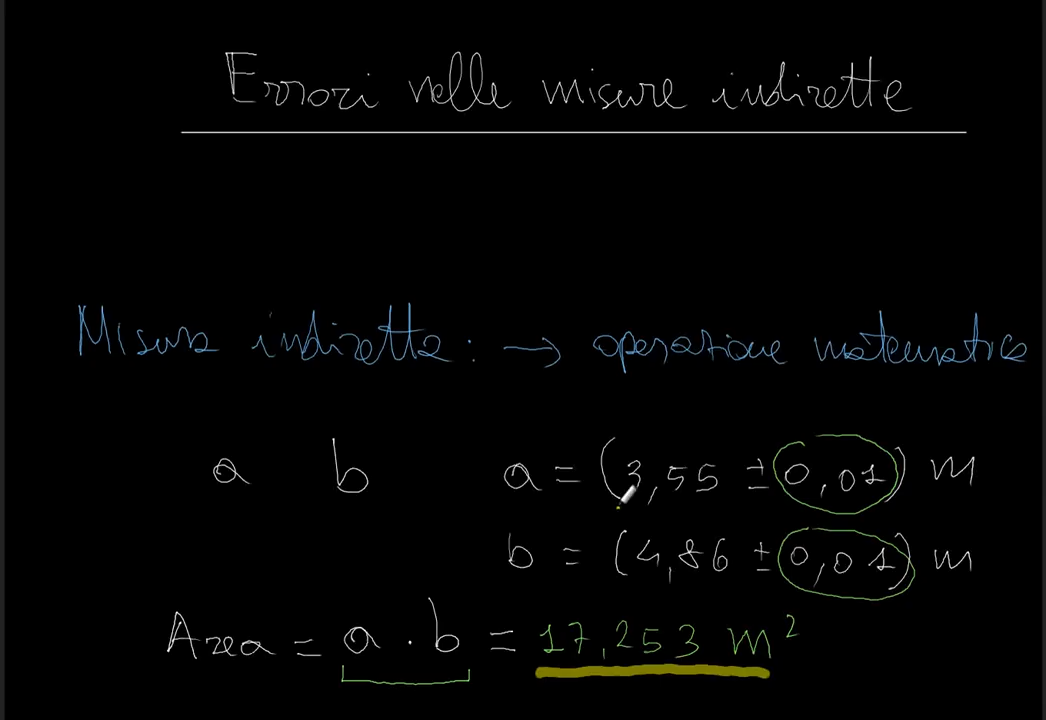 Errori nelle misure indirette
Misura indiretta: → operazione matematica
a b a = (3,55 ± 0,01) m
b = (4,86 ± 0,01) m
Area = a · b = 17,253 m²